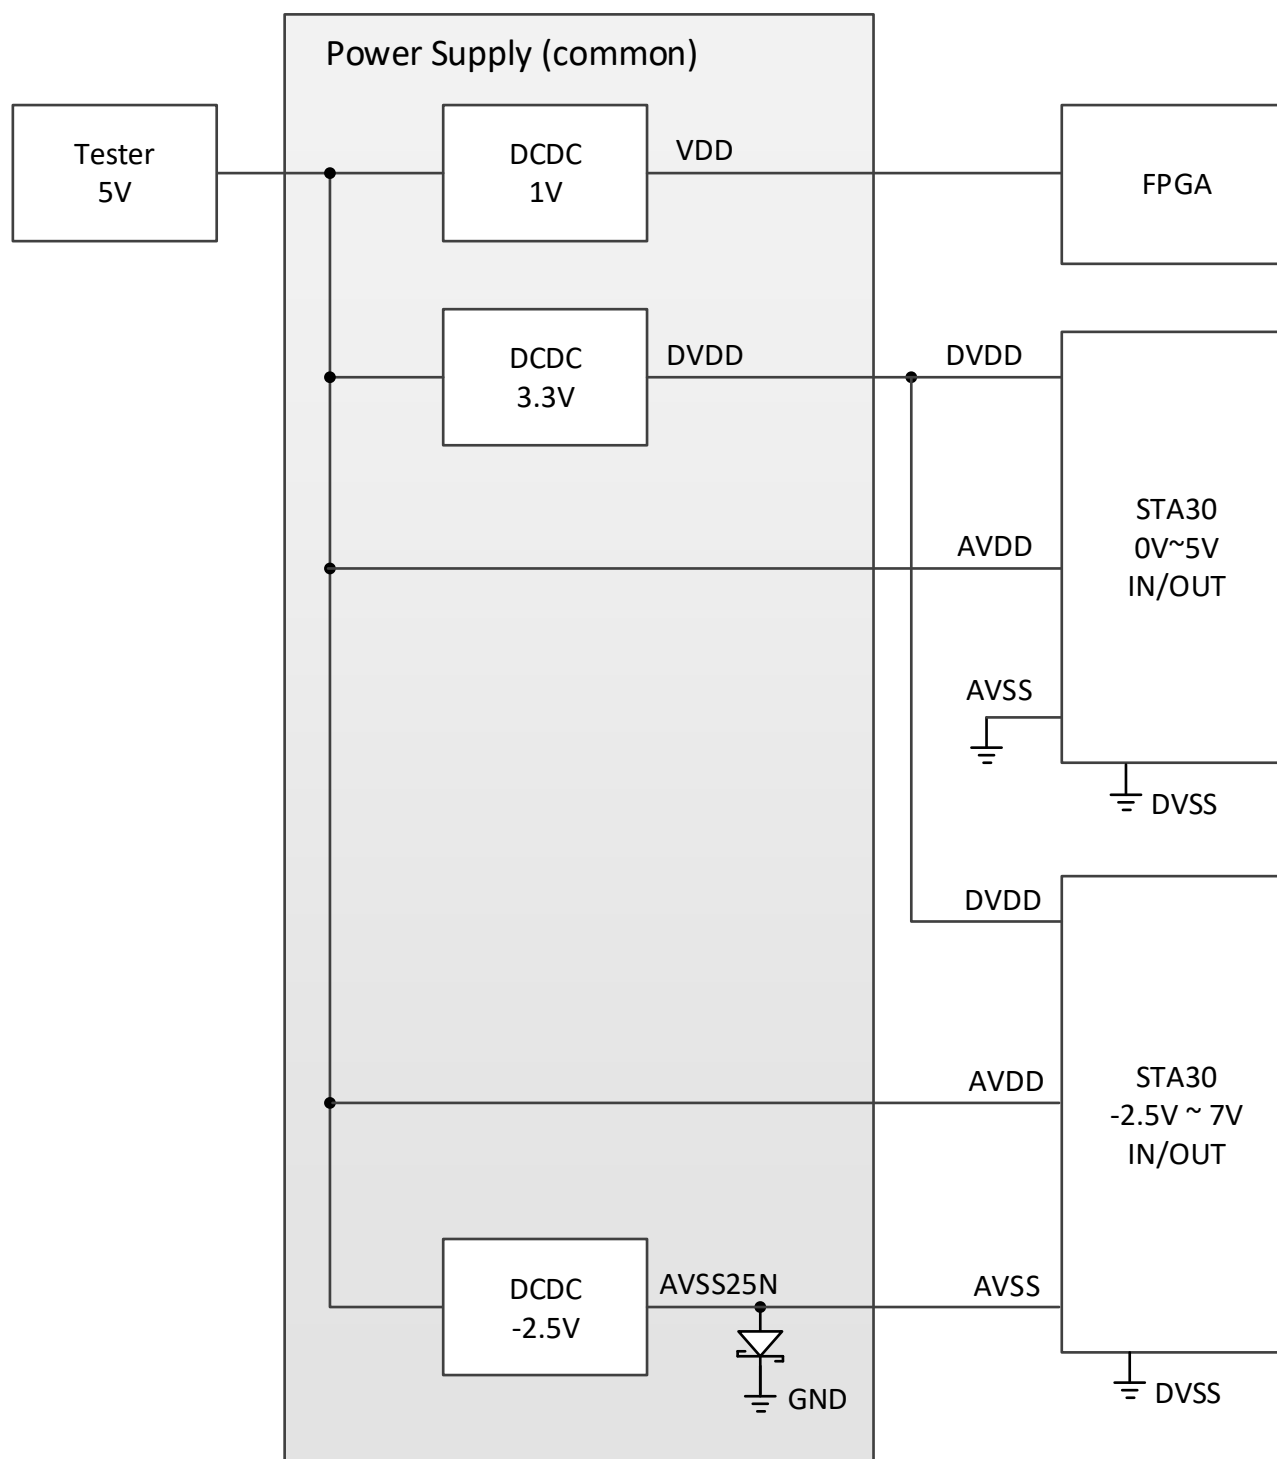 Power Supply (common)
Tester
5V
DCDC
1V
VDD
FPGA
DCDC
3.3V
DVDD
DVDD
STA30
0V~5V
IN/OUT
AVDD
AVSS
DVSS
DVDD
STA30
-2.5V ~ 7V
IN/OUT
AVDD
DCDC
-2.5V
AVSS25N
AVSS
GND
DVSS